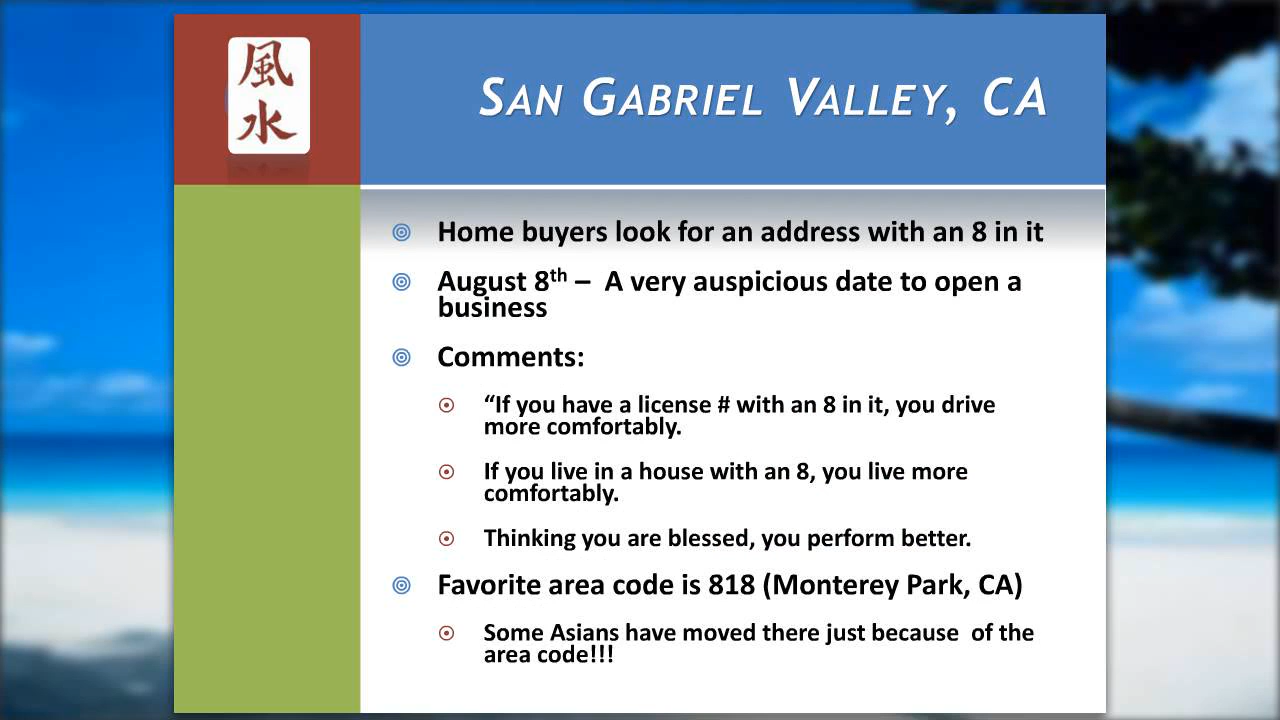 風
水
SAN GABRIEL VALLEY, CA
Home buyers look for an address with an 8 in it
August 8th – A very auspicious date to open a
business
Comments:
“If you have a license # with an 8 in it, you drive
more comfortably.
If you live in a house with an 8, you live more
comfortably.
Thinking you are blessed, you perform better.
Favorite area code is 818 (Monterey Park, CA)
Some Asians have moved there just because of the
area code!!!